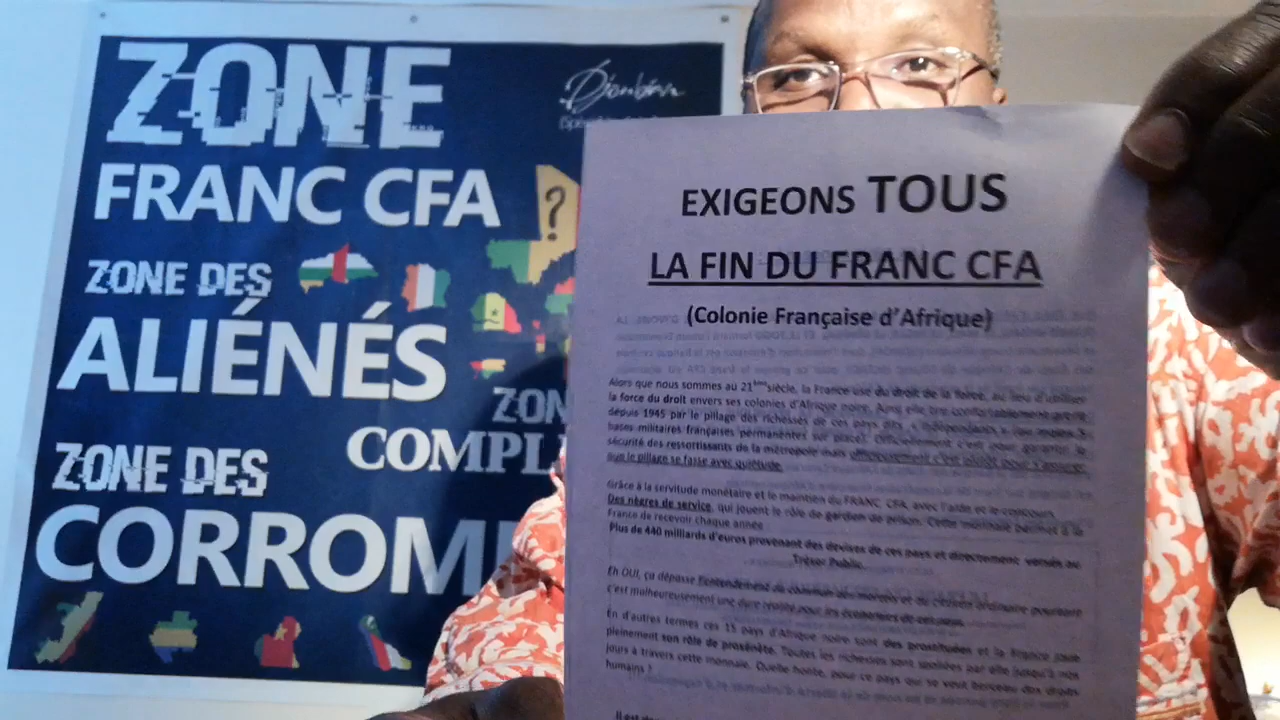 ZONE
FRANC CFA
ZONE DES
ALIÉNÉS
ZON
COMPL
ZONE DES
CORROM
?
EXIGEONS TOUS
LA FIN DU FRANC CFA
(Colonie Française d'Afrique)
Alors que nous sommes au 21ème siècle, la France use du droit de la force, au lieu d'utiliser
la force du droit envers ses colonies d'Afrique noire. Ainsi elle tire confortablement profit
depuis 1945 par le pillage des richesses de ces pays dits « indépendants »
bases militaires françaises permanentes sur place). Officiellement c'est pour garantir la
sécurité des ressortissants de la métropole mais officieusement c'est plutôt pour s'assurer
que le pillage se fasse avec quiétude.
Grâce à la servitude monétaire et le maintien du FRANC CFA, avec l'aide et le concours
Des nègres de service, qui jouent le rôle de gardien de prison. Cette monnaie permet à la
France de recevoir chaque année
Plus de 440 milliards d'euros provenant des devises de ces pays et directement versés au
Trésor Public.
Eh OUI, ça dépasse l'entendement du commun des mortels et du citoyen ordinaire pourtant
c'est malheureusement une dure réalité pour les économies de ces pays.
En d'autres termes ces 15 pays d'Afrique noire sont des prostituées et la France joue
pleinement son rôle de proxénète. Toutes les richesses sont spoliées par elle jusqu'à nos
jours à travers cette monnaie. Quelle honte, pour ce pays qui se veut berceau des droits
humains !
Il est